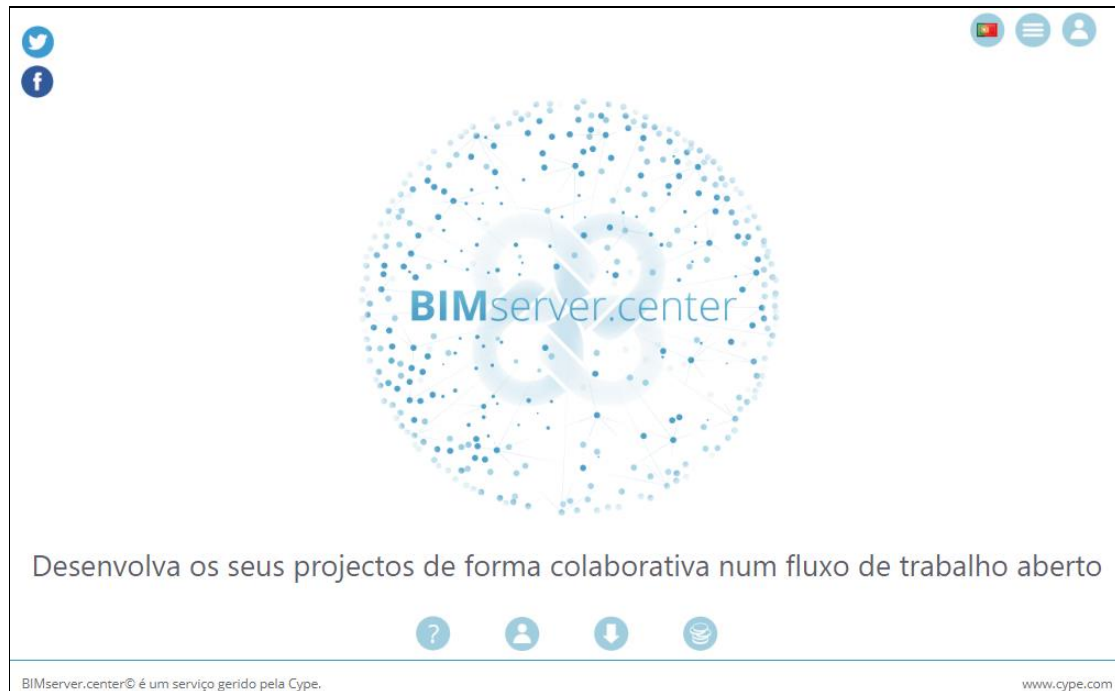 BIMserver.center
Desenvolva os seus projectos de forma colaborativa num fluxo de trabalho aberto
BIMserver.center© é um serviço gerido pela Cype.
www.cype.com